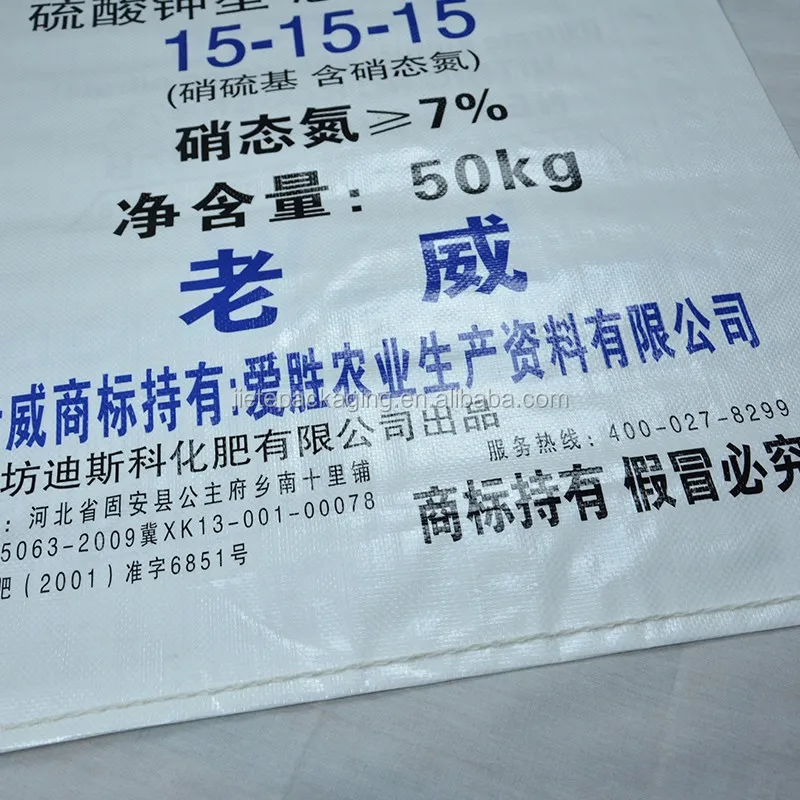 硫酸钾型
15-15-15
(硝硫基 含硝态氮)
硝态氮≥7%
净含量: 50kg
老威
威商标持有:爱胜农业生产资料有限公司
jietepackaging.en.alibaba.com
坊迪斯科化肥有限公司出品
服务热线: 400-027-8299
: 河北省固安县公主府乡南十里铺
商标持有 假冒必究
5063-2009冀XK13-001-00078
肥(2001)准字6851号